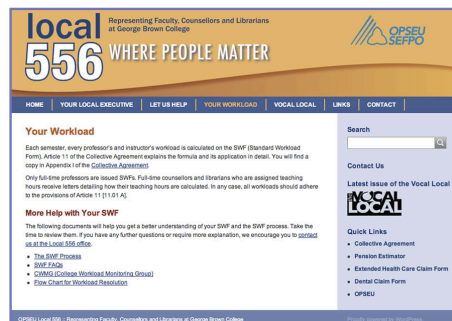 local
556
Representing Faculty, Counsellors and Librarians
at George Brown College
WHERE PEOPLE MATTER
OPSEU
SEFPO
HOME
YOUR LOCAL EXECUTIVE
LET US HELP
YOUR WORKLOAD
VOCAL LOCAL
LINKS
CONTACT
Your Workload
Each semester, every professor's and instructor's workload is calculated on the SWF (Standard Workload
Form). Article 11 of the Collective Agreement explains the formula and its application in detail. You will find a
copy in Appendix I of the Collective Agreement.
Only full-time professors are issued SWFs. Full-time counsellors and librarians who are assigned teaching
hours receive letters detailing how their teaching hours are calculated. In any case, all workloads should adhere
to the provisions of Article 11 [11.01 A].
More Help with Your SWF
The following documents will help you get a better understanding of your SWF and the SWF process. Take the
time to review them. If you have any further questions or require more explanation, we encourage you to contact
us at the Local 556 office.
The SWF Process
SWF FAQs
CWMG (College Workload Monitoring Group)
Flow Chart for Workload Resolution
Search
Contact Us
Latest issue of the Vocal Local
VOCAL
LOCAL
Quick Links
Collective Agreement
Pension Estimator
Extended Health Care Claim Form
Dental Claim Form
OPSEU
OPSEU Local 556 :: Representing Faculty, Counsellors and Librarians at George Brown College
Proudly powered by WordPress